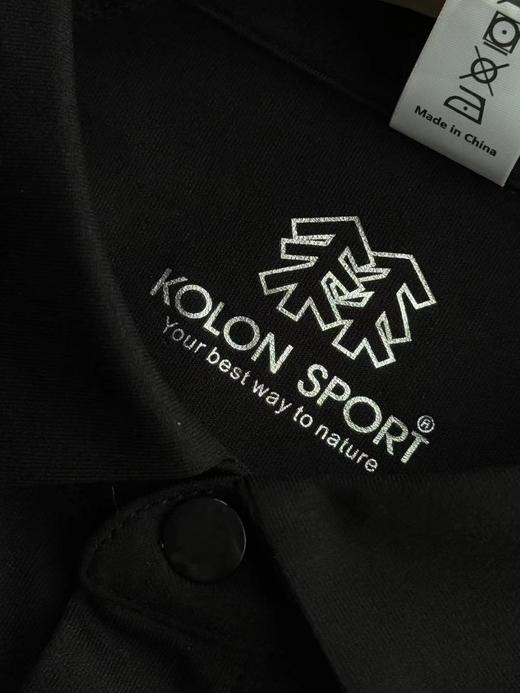 Made in China
KOLON SPORT®
Your best way to nature